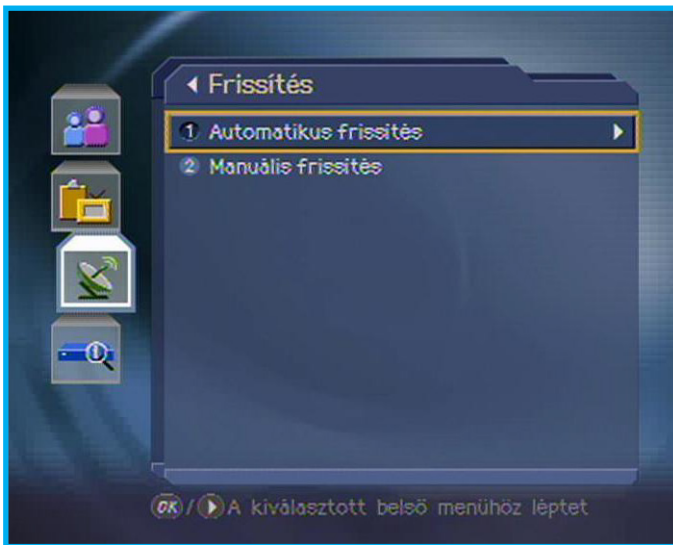 Frissítés
1 Automatikus frissítés
2 Manuális frissítés
OK / A kiválasztott belső menühöz léptet